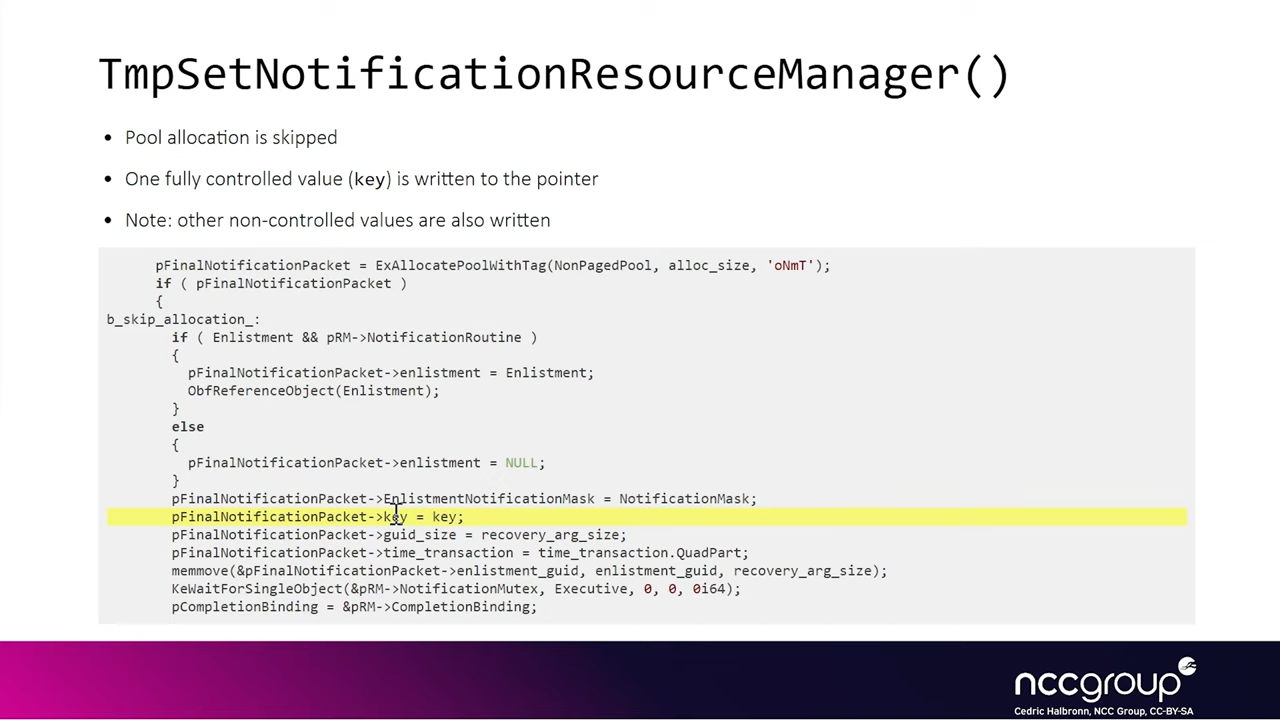 TmpSetNotificationResourceManager()
• Pool allocation is skipped
• One fully controlled value (key) is written to the pointer
• Note: other non-controlled values are also written
pFinalNotificationPacket = ExAllocatePoolWithTag(NonPagedPool, alloc_size, 'oNmT');
if ( pFinalNotificationPacket )
{
b_skip_allocation_:
if ( Enlistment && pRM->NotificationRoutine )
{
pFinalNotificationPacket->enlistment = Enlistment;
ObfReferenceObject(Enlistment);
}
else
{
pFinalNotificationPacket->enlistment = NULL;
}
pFinalNotificationPacket->EnlistmentNotificationMask = NotificationMask;
pFinalNotificationPacket->key = key;
pFinalNotificationPacket->guid_size = recovery_arg_size;
pFinalNotificationPacket->time_transaction = time_transaction.QuadPart;
memmove(&pFinalNotificationPacket->enlistment_guid, enlistment_guid, recovery_arg_size);
KeWaitForSingleObject(&pRM->NotificationMutex, Executive, 0, 0, 0i64);
pCompletionBinding = &pRM->CompletionBinding;
nccgroup
Cedric Halbronn, NCC Group, CC-BY-SA